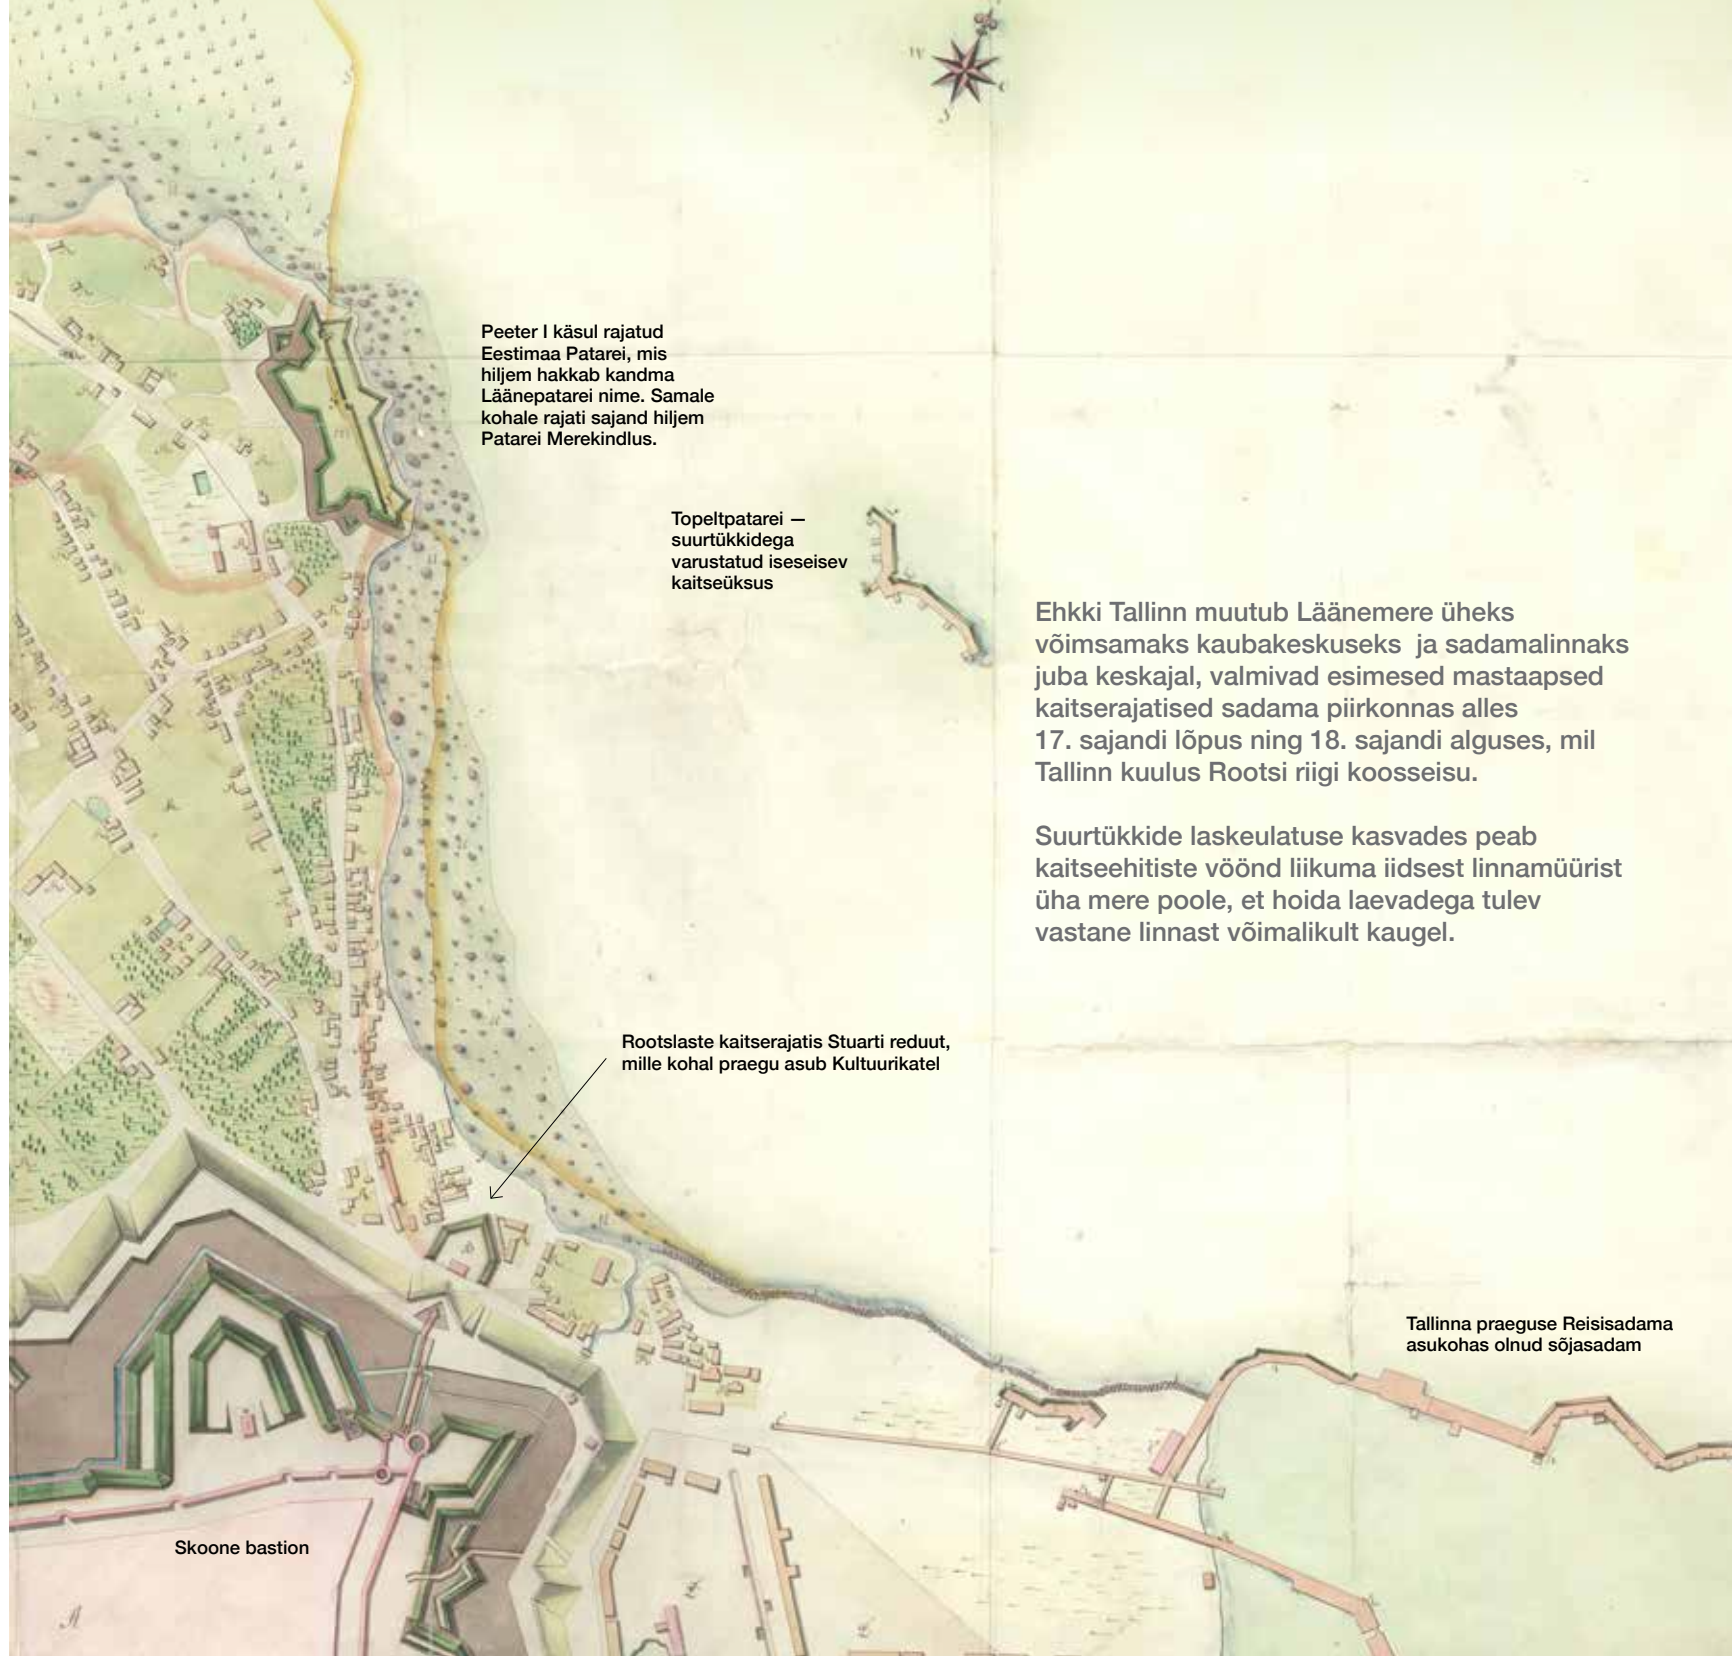 W
S
Peeter I käsul rajatud
Eestimaa Patarei, mis
hiljem hakkab kandma
Läänepatarei nime. Samale
kohale rajati sajand hiljem
Patarei Merekindlus.
Topeltpatarei —
suurtükkidega
varustatud iseseisev
kaitseüksus
Ehkki Tallinn muutub Läänemere üheks
võimsamaks kaubakeskuseks ja sadamalinnaks
juba keskajal, valmivad esimesed mastaapsed
kaitserajatised sadama piirkonnas alles
17. sajandi lõpus ning 18. sajandi alguses, mil
Tallinn kuulus Rootsi riigi koosseisu.
Suurtükkide laskeulatuse kasvades peab
kaitseehitiste vöönd liikuma iidsest linnamüürist
üha mere poole, et hoida laevadega tulev
vastane linnast võimalikult kaugel.
Rootslaste kaitserajatis Stuarti reduut,
mille kohal praegu asub Kultuurikatel
Tallinna praeguse Reisisadama
asukohas olnud sõjasadam
Skoone bastion
A